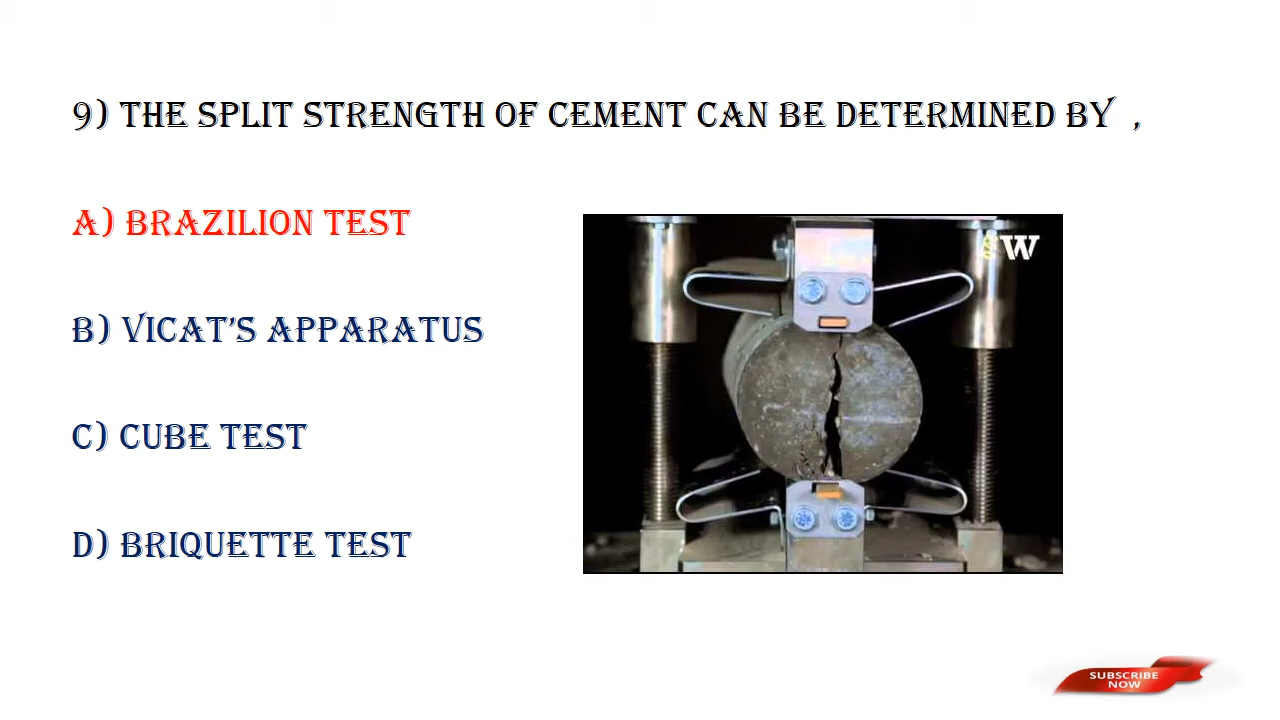 9) THE SPLIT STRENGTH OF CEMENT CAN BE DETERMINED BY ,
A) BRAZILION TEST
B) VICAT'S APPARATUS
C) CUBE TEST
D) BRIQUETTE TEST
SUBSCRIBE
NOW